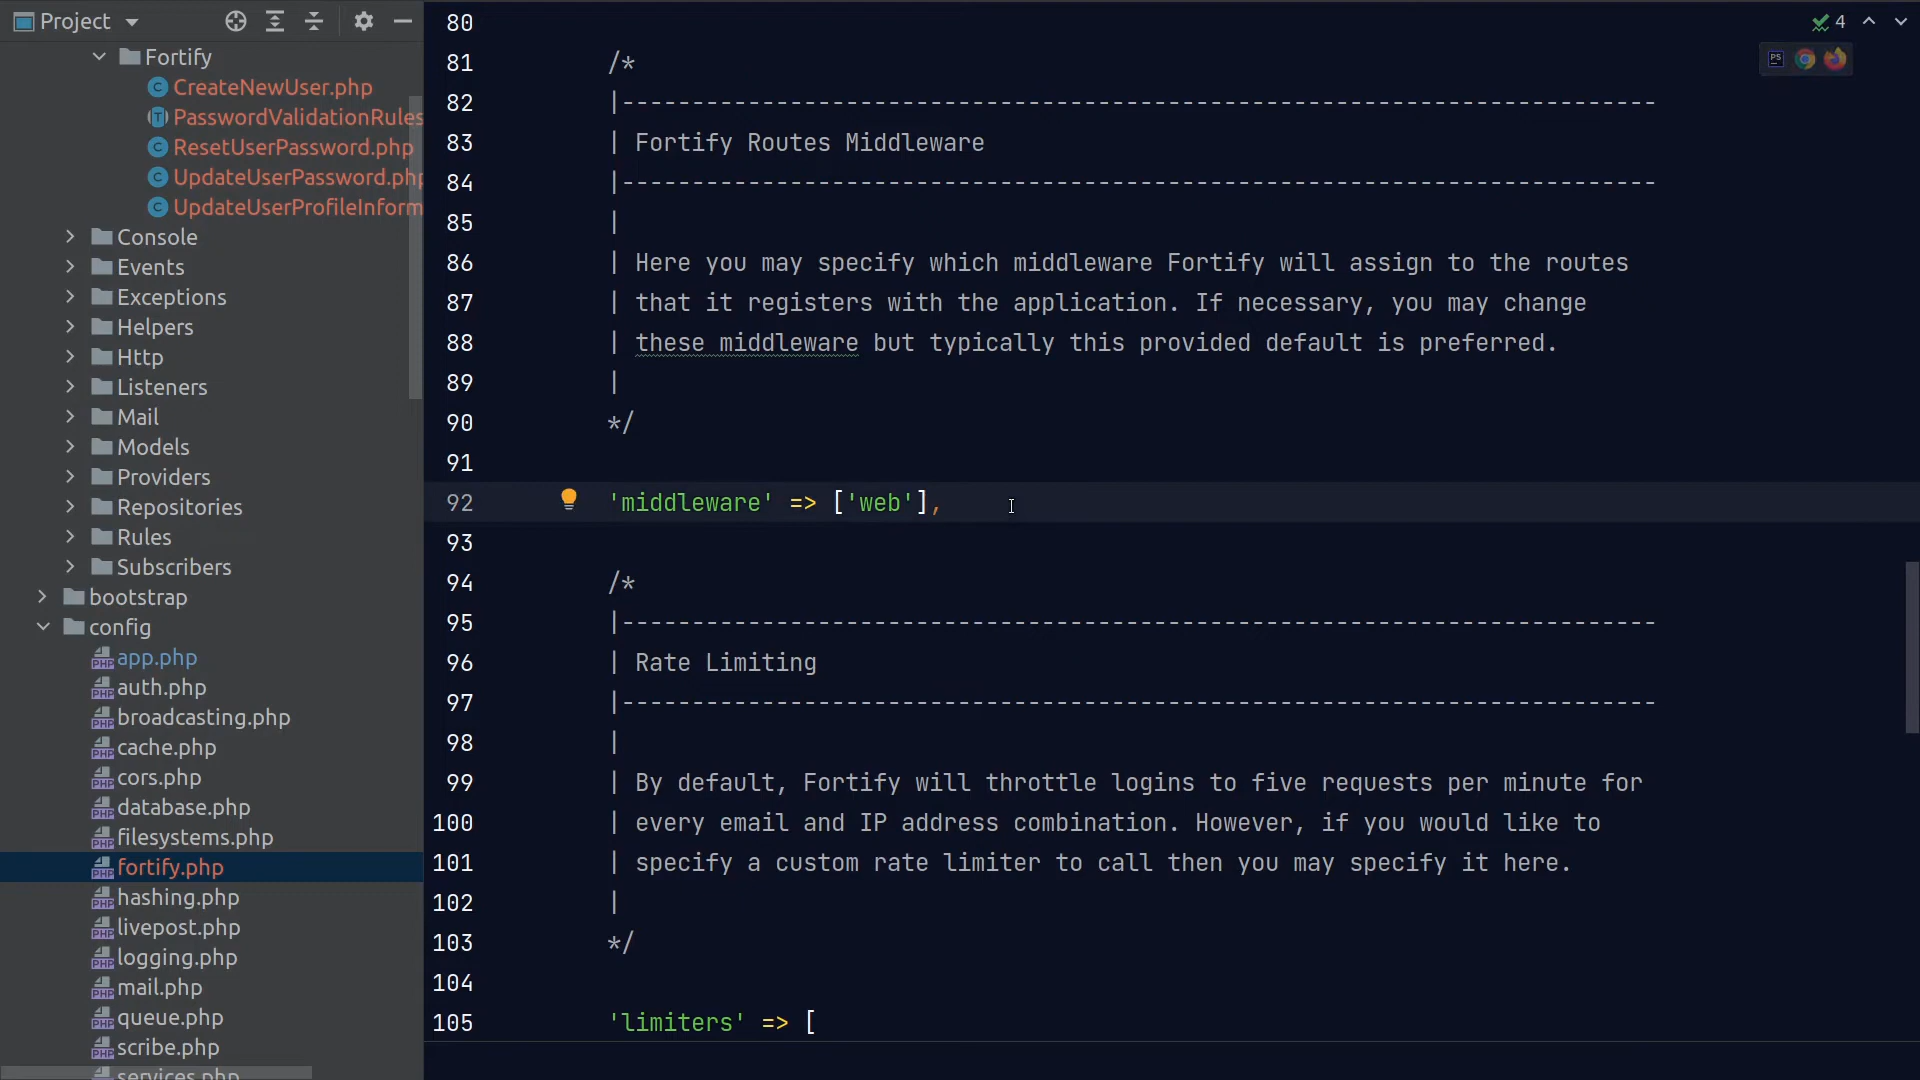 Project
Fortify
CreateNewUser.php
PasswordValidationRules
ResetUserPassword.php
UpdateUserPassword.php
UpdateUserProfileInform
Console
Events
Exceptions
Helpers
Http
Listeners
Mail
Models
Providers
Repositories
Rules
Subscribers
bootstrap
config
app.php
auth.php
broadcasting.php
cache.php
cors.php
database.php
filesystems.php
fortify.php
hashing.php
livepost.php
logging.php
mail.php
queue.php
scribe.php
services.php
4
80
81 /*
82 |--------------------------------------------------------------------------
83 | Fortify Routes Middleware
84 |--------------------------------------------------------------------------
85 |
86 | Here you may specify which middleware Fortify will assign to the routes
87 | that it registers with the application. If necessary, you may change
88 | these middleware but typically this provided default is preferred.
89 |
90 */
91
92 'middleware' => ['web'],
93
94 /*
95 |--------------------------------------------------------------------------
96 | Rate Limiting
97 |--------------------------------------------------------------------------
98 |
99 | By default, Fortify will throttle logins to five requests per minute for
100 | every email and IP address combination. However, if you would like to
101 | specify a custom rate limiter to call then you may specify it here.
102 |
103 */
104
105 'limiters' => [